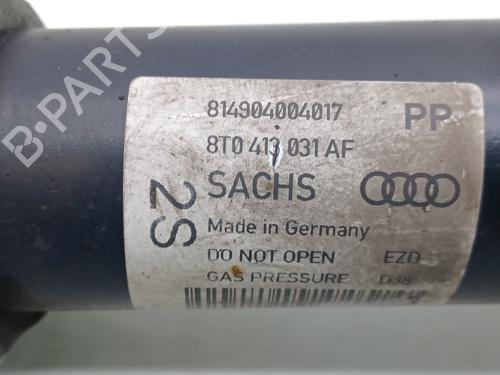 B-PARTS
814904004017 PP
8T0 413 031 AF
2S
SACHS
Made in Germany
DO NOT OPEN EZD
GAS PRESSURE D38